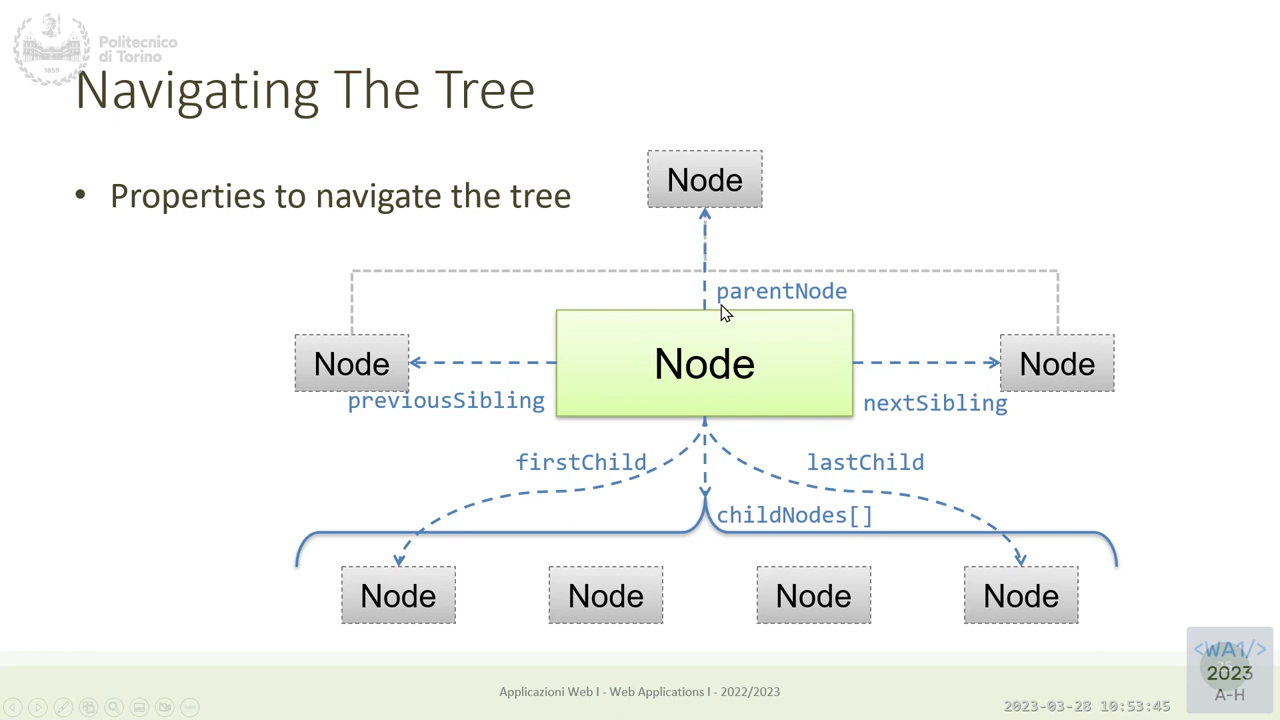 Politecnico
di Torino
1859
Navigating The Tree
• Properties to navigate the tree
Node
parentNode
Node
Node
Node
previousSibling
nextSibling
firstChild
lastChild
childNodes[]
Node
Node
Node
Node
Applicazioni Web I - Web Applications I - 2022/2023
<WA1/>
2023
A-H
2023-03-28 10:53:45